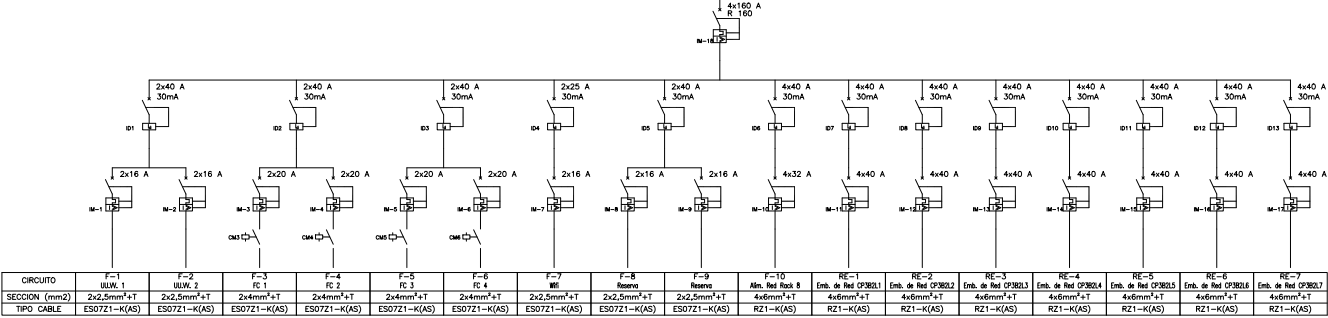 4x160 A
R 160
IM-18
2x40 A 2x40 A 2x40 A 2x25 A 2x40 A 4x40 A 4x40 A 4x40 A 4x40 A 4x40 A 4x40 A 4x40 A 4x40 A
30mA 30mA 30mA 30mA 30mA 30mA 30mA 30mA 30mA 30mA 30mA 30mA 30mA
ID1 ID2 ID3 ID4 ID5 ID6 ID7 ID8 ID9 ID10 ID11 ID12 ID13
2x16 A 2x16 A 2x20 A 2x20 A 2x20 A 2x20 A 2x16 A 2x16 A 2x16 A 4x32 A 4x40 A 4x40 A 4x40 A 4x40 A 4x40 A 4x40 A 4x40 A
IM-1 IM-2 IM-3 IM-4 IM-5 IM-6 IM-7 IM-8 IM-9 IM-10 IM-11 IM-12 IM-13 IM-14 IM-15 IM-16 IM-17
CM3 CM4 CM5 CM6
CIRCUITO F-1 F-2 F-3 F-4 F-5 F-6 F-7 F-8 F-9 F-10 RE-1 RE-2 RE-3 RE-4 RE-5 RE-6 RE-7
UU.VV. 1 UU.VV. 2 FC 1 FC 2 FC 3 FC 4 Wifi Reserva Reserva Alim. Red Rack 8 Emb. de Red CP3B2L1 Emb. de Red CP3B2L2 Emb. de Red CP3B2L3 Emb. de Red CP3B2L4 Emb. de Red CP3B2L5 Emb. de Red CP3B2L6 Emb. de Red CP3B2L7
SECCION (mm2) 2x2,5mm²+T 2x2,5mm²+T 2x4mm²+T 2x4mm²+T 2x4mm²+T 2x4mm²+T 2x2,5mm²+T 2x2,5mm²+T 2x2,5mm²+T 4x6mm²+T 4x6mm²+T 4x6mm²+T 4x6mm²+T 4x6mm²+T 4x6mm²+T 4x6mm²+T 4x6mm²+T
TIPO CABLE ES07Z1-K(AS) ES07Z1-K(AS) ES07Z1-K(AS) ES07Z1-K(AS) ES07Z1-K(AS) ES07Z1-K(AS) ES07Z1-K(AS) ES07Z1-K(AS) ES07Z1-K(AS) RZ1-K(AS) RZ1-K(AS) RZ1-K(AS) RZ1-K(AS) RZ1-K(AS) RZ1-K(AS) RZ1-K(AS) RZ1-K(AS)